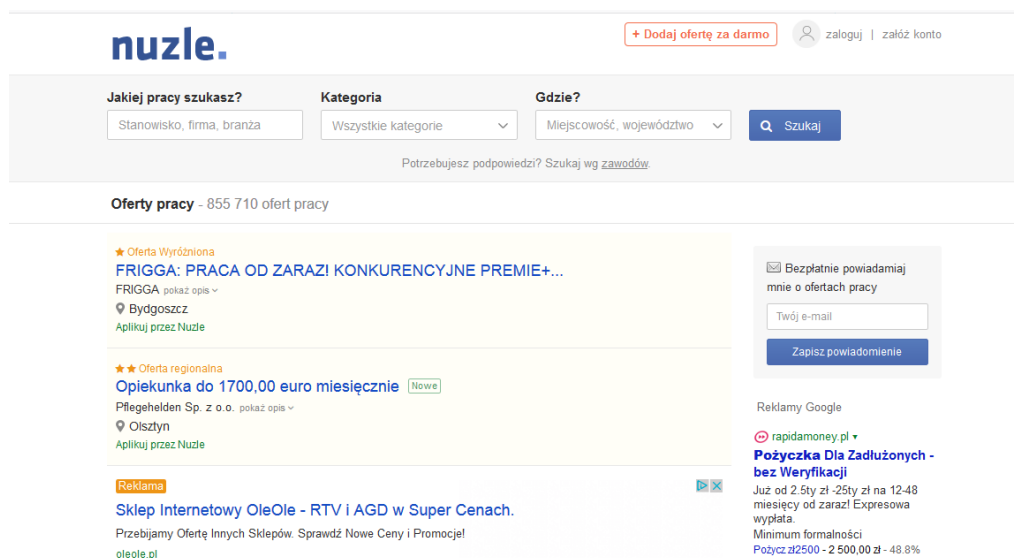 nuzle.
+ Dodaj ofertę za darmo
zaloguj | załóż konto
Jakiej pracy szukasz?
Kategoria
Gdzie?
Stanowisko, firma, branża
Wszystkie kategorie
Miejscowość, województwo
Szukaj
Potrzebujesz podpowiedzi? Szukaj wg zawodów.
Oferty pracy - 855 710 ofert pracy
Oferta Wyróżniona
FRIGGA: PRACA OD ZARAZ! KONKURENCYJNE PREMIE+...
FRIGGA pokaż opis
Bydgoszcz
Aplikuj przez Nuzle
Oferta regionalna
Opiekunka do 1700,00 euro miesięcznie Nowe
Pflegehelden Sp. z o.o. pokaż opis
Olsztyn
Aplikuj przez Nuzle
Reklama
Sklep Internetowy OleOle - RTV i AGD w Super Cenach.
Przebijamy Ofertę Innych Sklepów. Sprawdź Nowe Ceny i Promocje!
oleole.pl
Bezpłatnie powiadamiaj
mnie o ofertach pracy
Twój e-mail
Zapisz powiadomienie
Reklamy Google
rapidamoney.pl
Pożyczka Dla Zadłużonych -
bez Weryfikacji
Już od 2.5ty zł -25ty zł na 12-48
miesięcy od zaraz! Expresowa
wypłata.
Minimum formalności
Pożycz zł2500 - 2 500,00 zł - 48.8%